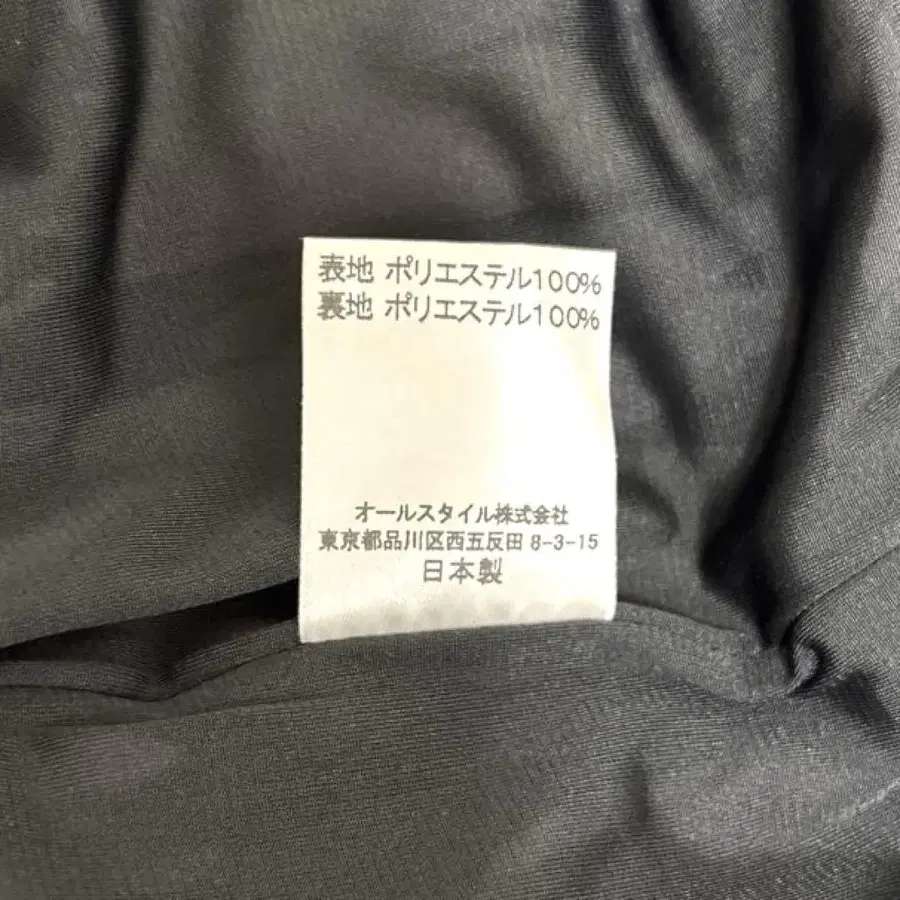 表地 ポリエステル100%
裏地 ポリエステル100%
オールスタイル株式会社
東京都品川区西五反田 8-3-15
日本製